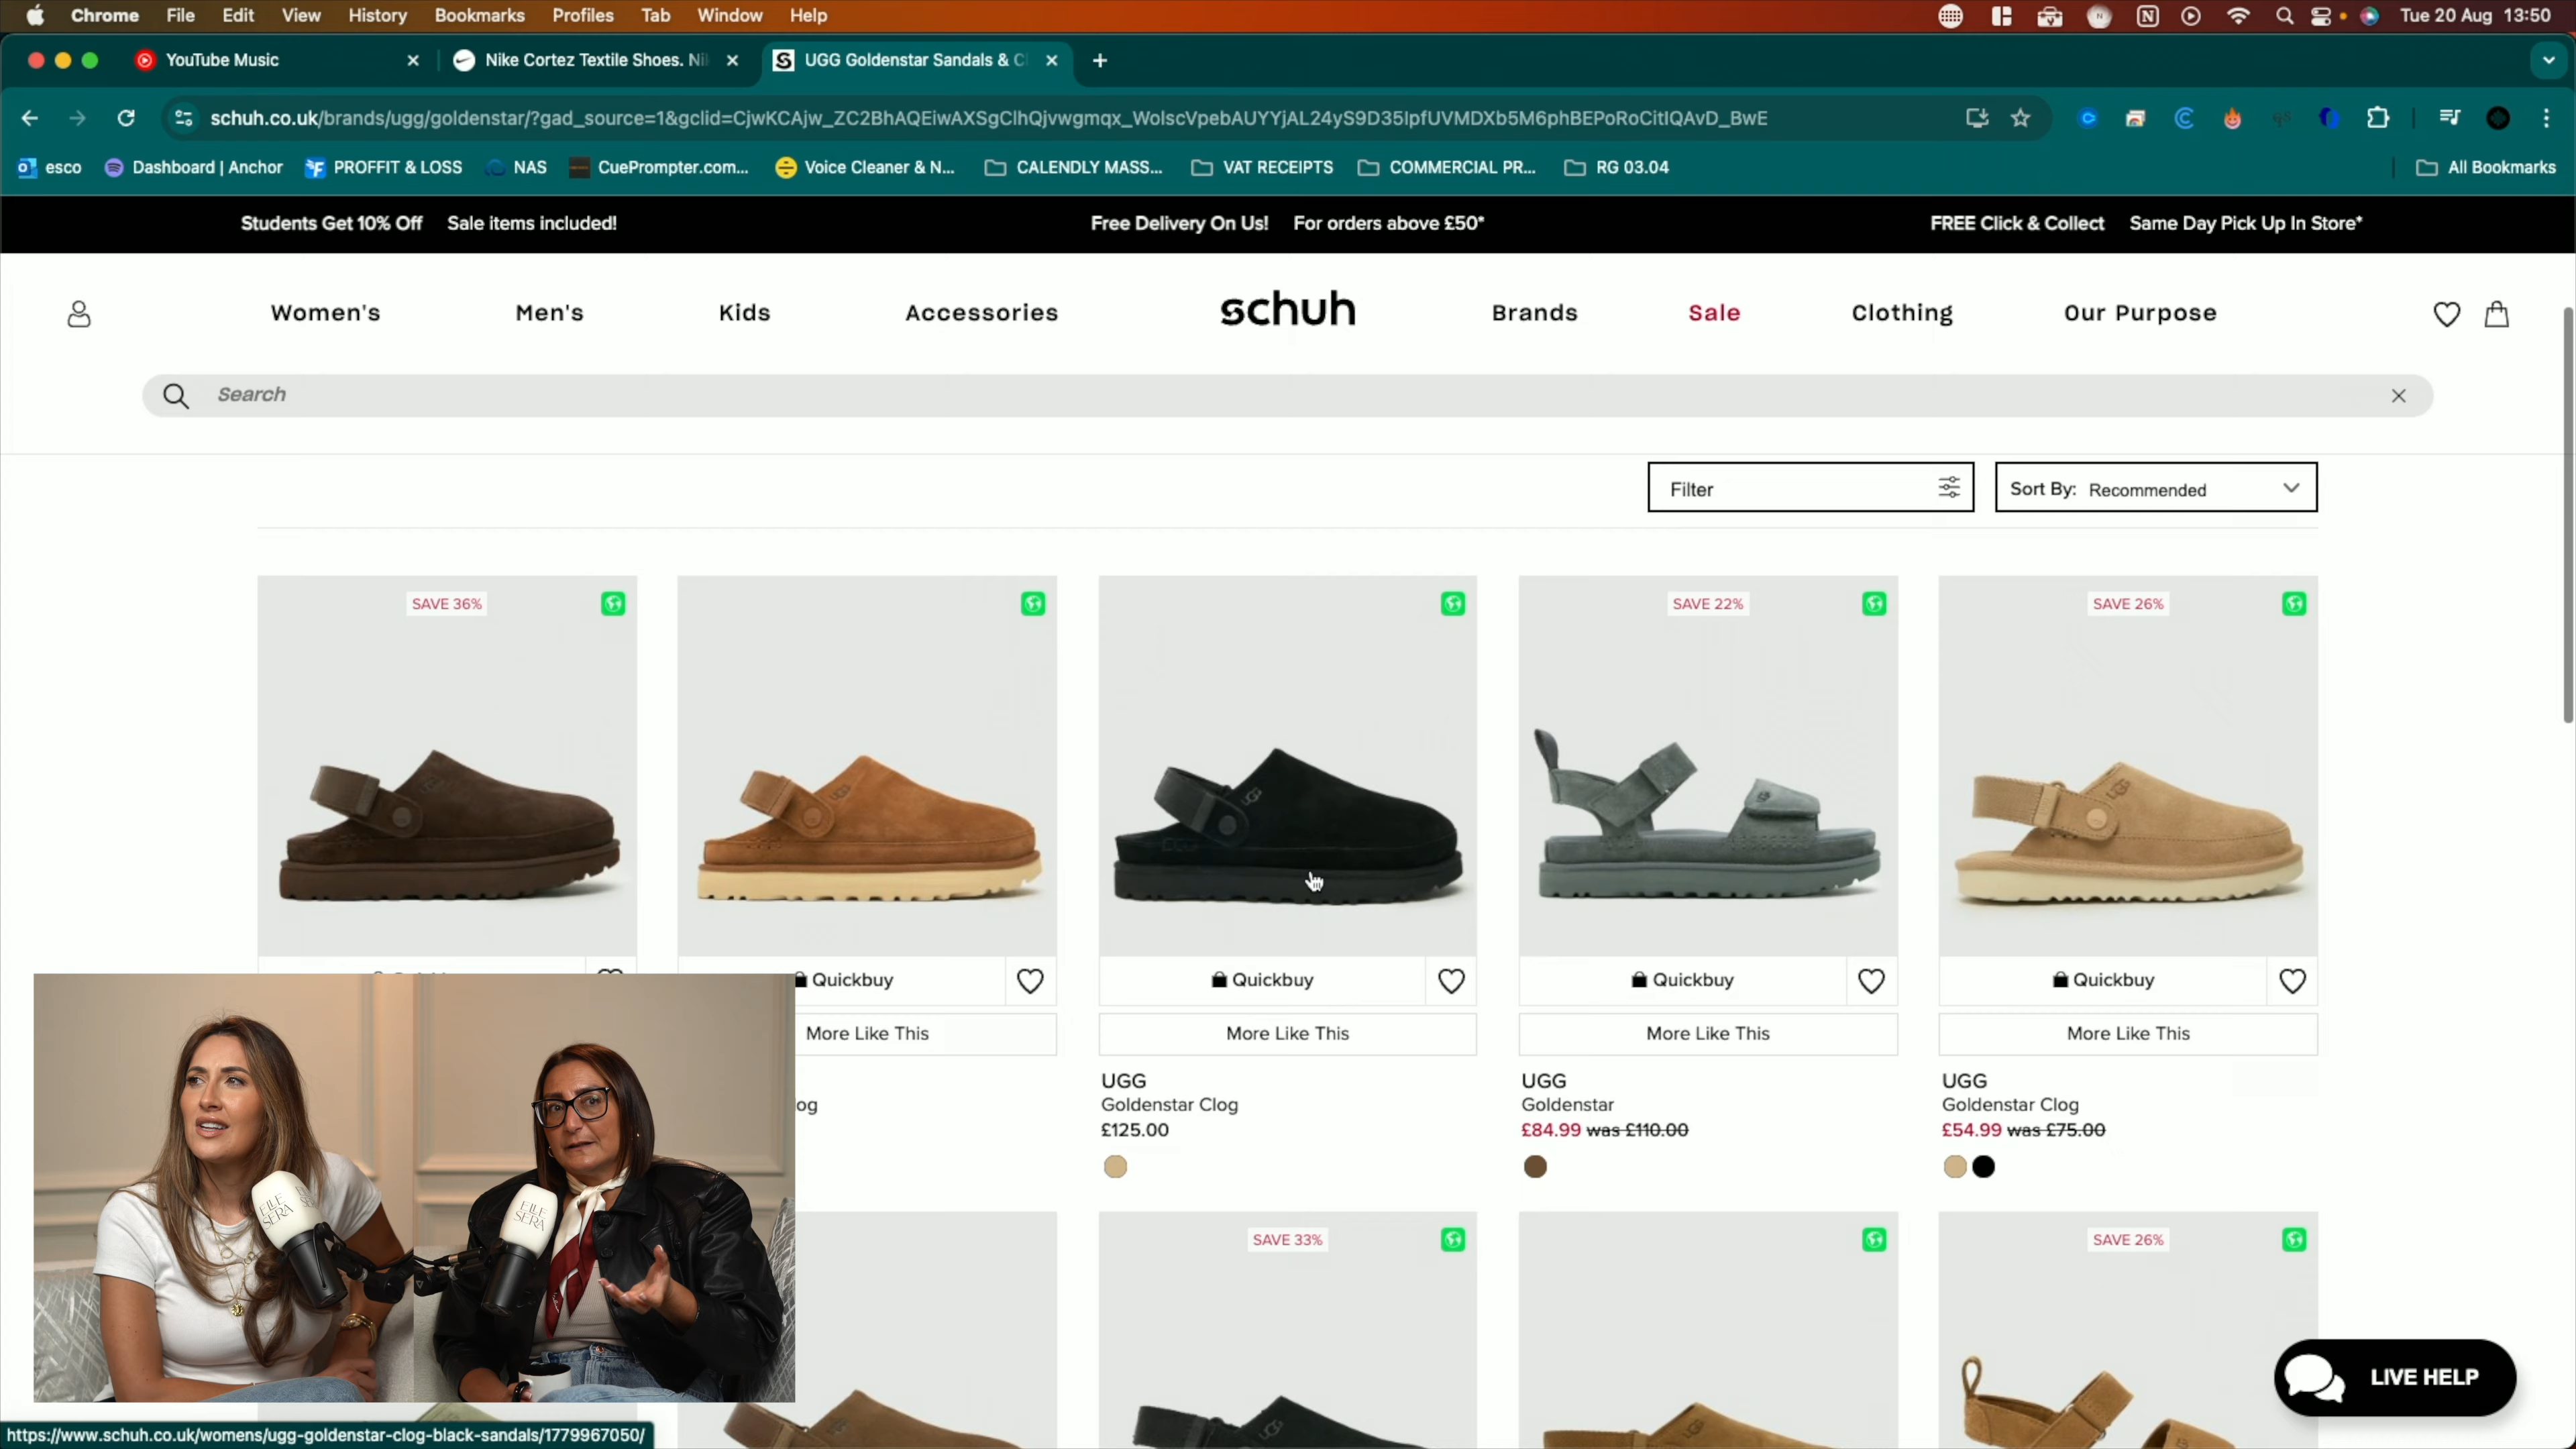 Chrome File Edit View History Bookmarks Profiles Tab Window Help Tue 20 Aug 13:50
YouTube Music
Nike Cortez Textile Shoes. Ni
UGG Goldenstar Sandals & C
schuh.co.uk/brands/ugg/goldenstar/?gad_source=1&gclid=CjwKCAjw_ZC2BhAQEiwAXSgClhQjvwgmqx_WolscVpebAUYYjAL24yS9D35lpfUVMDXb5M6phBEPoRoCitIQAvD_BwE
esco Dashboard | Anchor PROFFIT & LOSS NAS CuePrompter.com... Voice Cleaner & N... CALENDLY MASS... VAT RECEIPTS COMMERCIAL PR... RG 03.04 All Bookmarks
Students Get 10% Off Sale items included! Free Delivery On Us! For orders above £50* FREE Click & Collect Same Day Pick Up In Store*
Women's Men's Kids Accessories schuh Brands Sale Clothing Our Purpose
Search
Filter Sort By: Recommended
SAVE 36% SAVE 22% SAVE 26%
UGG UGG UGG UGG
Quickbuy Quickbuy Quickbuy Quickbuy
More Like This More Like This More Like This More Like This
UGG UGG UGG
og Goldenstar Clog Goldenstar Goldenstar Clog
£125.00 £84.99 was £110.00 £54.99 was £75.00
SAVE 33% SAVE 26%
ELLE SERA ELLE SERA
LIVE HELP
https://www.schuh.co.uk/womens/ugg-goldenstar-clog-black-sandals/1779967050/